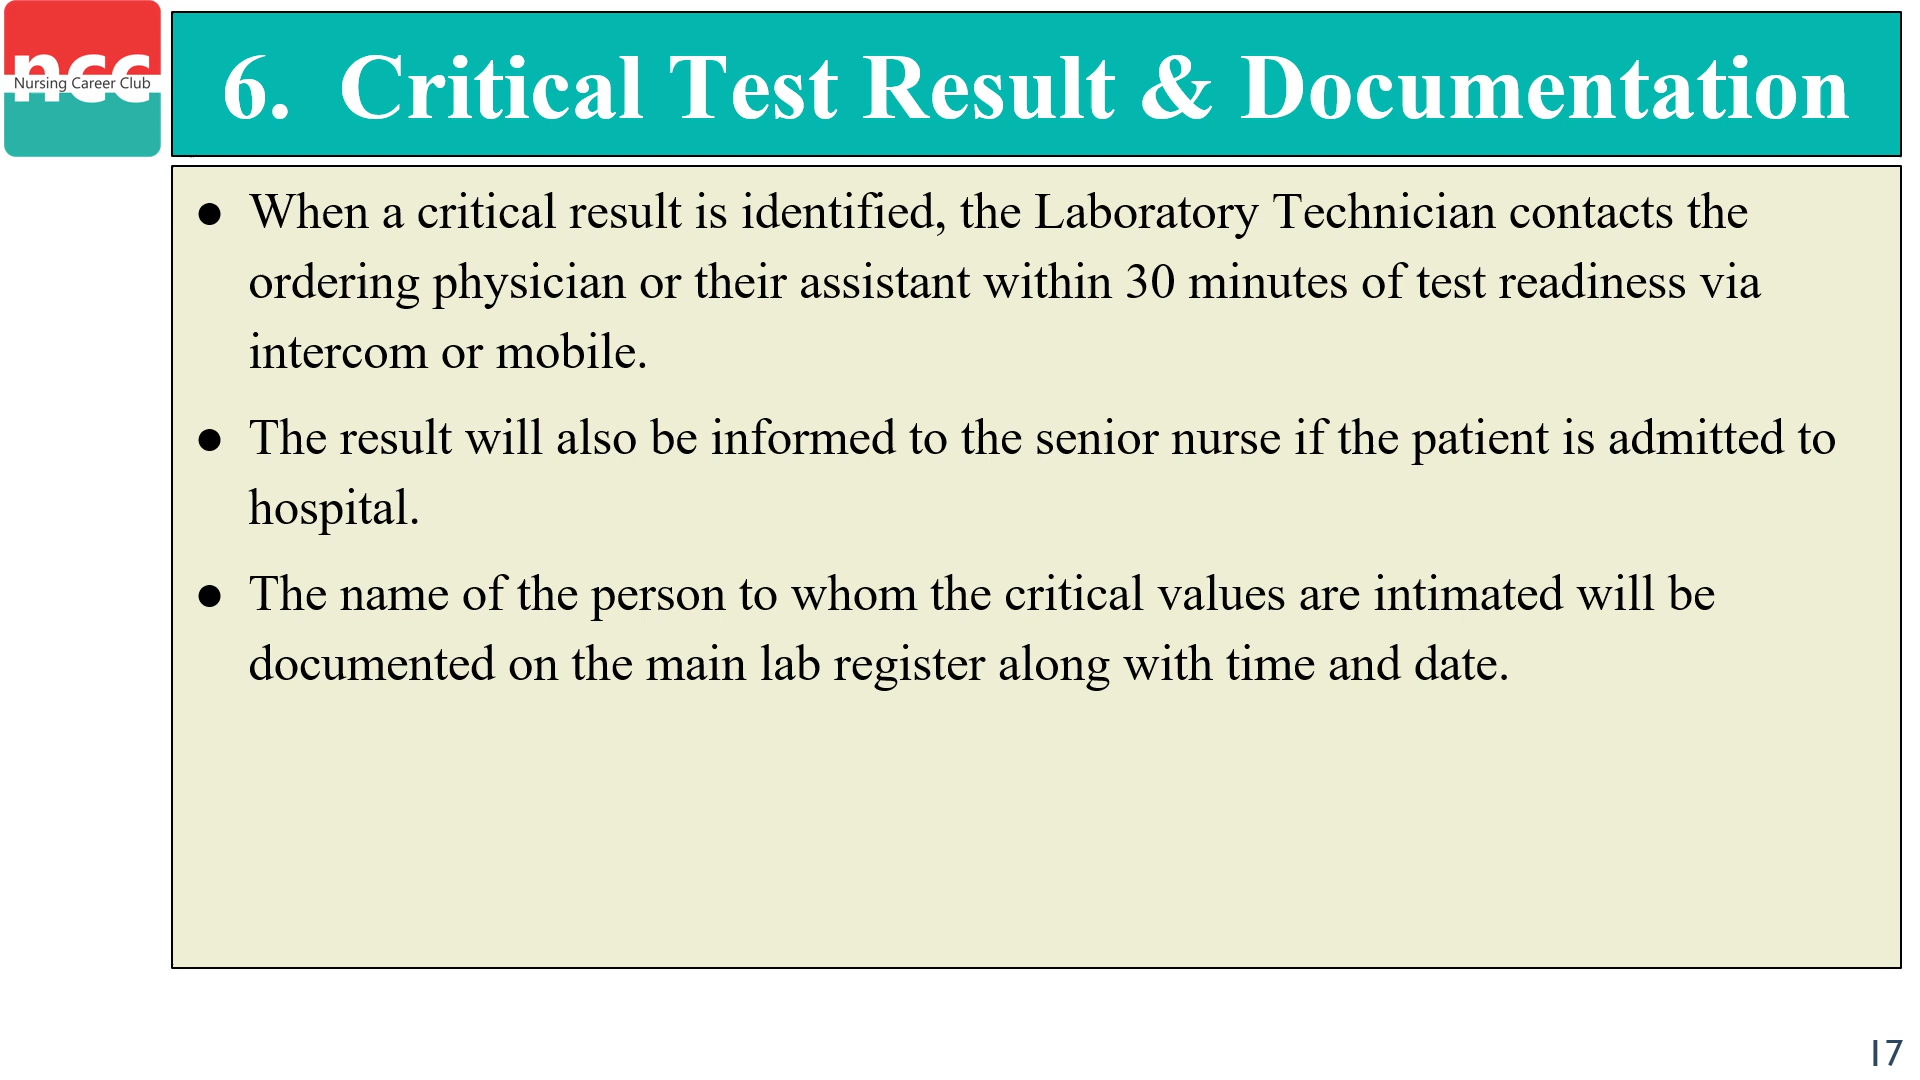 ncc
Nursing Career Club
6. Critical Test Result & Documentation
● When a critical result is identified, the Laboratory Technician contacts the
ordering physician or their assistant within 30 minutes of test readiness via
intercom or mobile.
● The result will also be informed to the senior nurse if the patient is admitted to
hospital.
● The name of the person to whom the critical values are intimated will be
documented on the main lab register along with time and date.
17